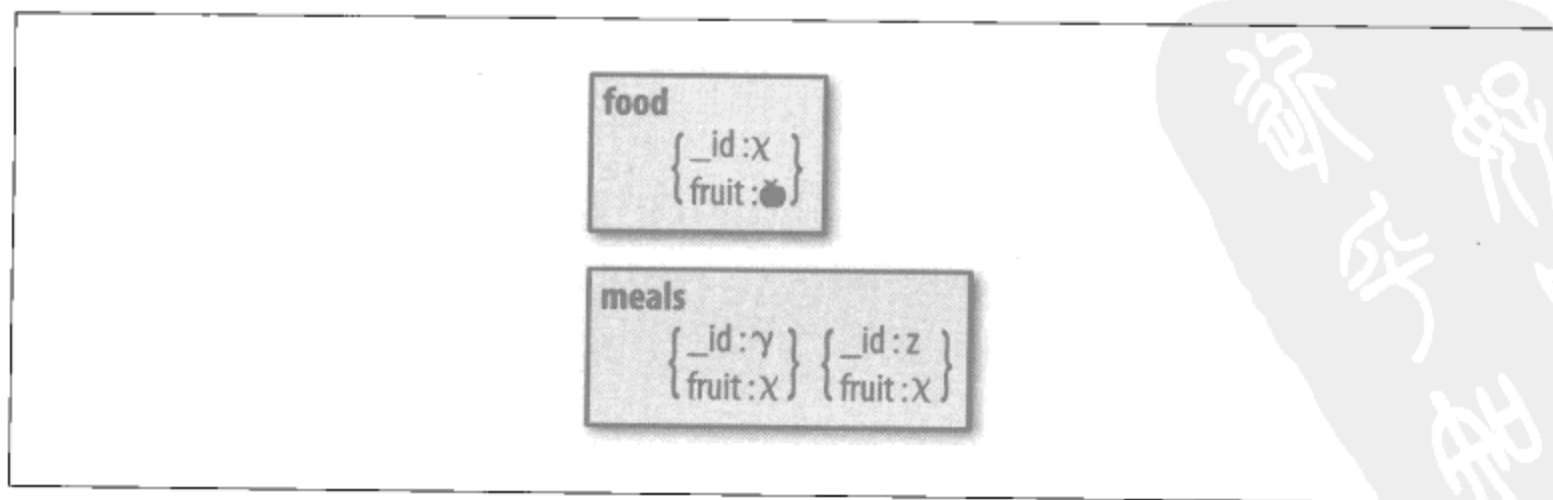 food
{ _id : χ }
{ fruit : }
meals
{ _id : γ } { _id : z }
{ fruit : χ } { fruit : χ }